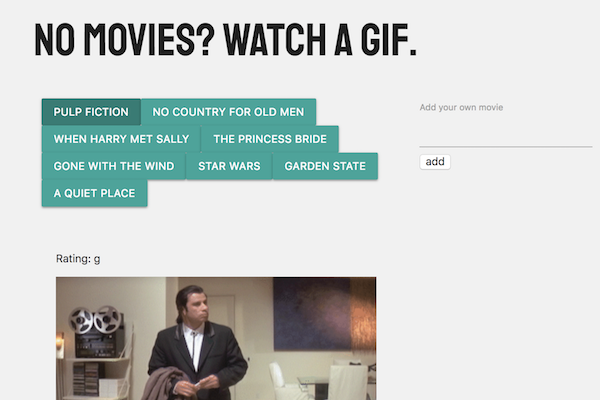 NO MOVIES? WATCH A GIF.
PULP FICTION NO COUNTRY FOR OLD MEN
WHEN HARRY MET SALLY THE PRINCESS BRIDE
GONE WITH THE WIND STAR WARS GARDEN STATE
A QUIET PLACE
Add your own movie
add
Rating: g